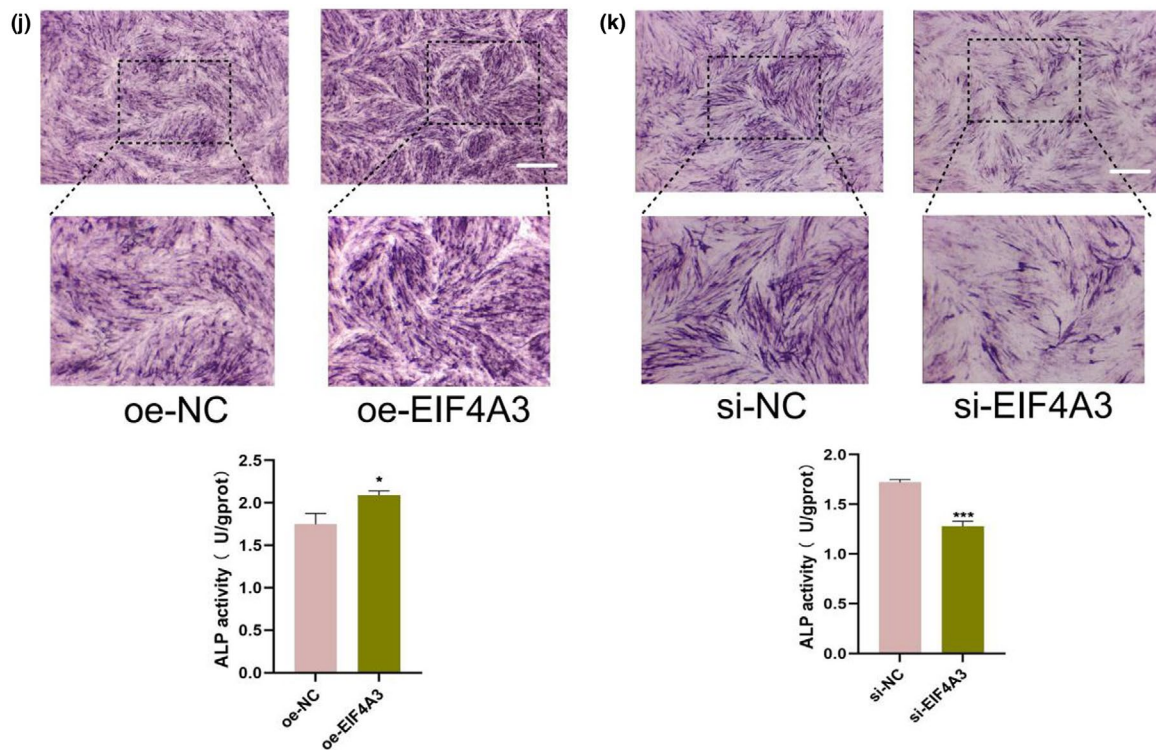 (j)
oe-NC
oe-EIF4A3
ALP activity ( U/gprot)
2.5
2.0
1.5
1.0
0.5
0.0
*
oe-NC
oe-EIF4A3
(k)
si-NC
si-EIF4A3
ALP activity ( U/gprot)
2.0
1.5
1.0
0.5
0.0
***
si-NC
si-EIF4A3